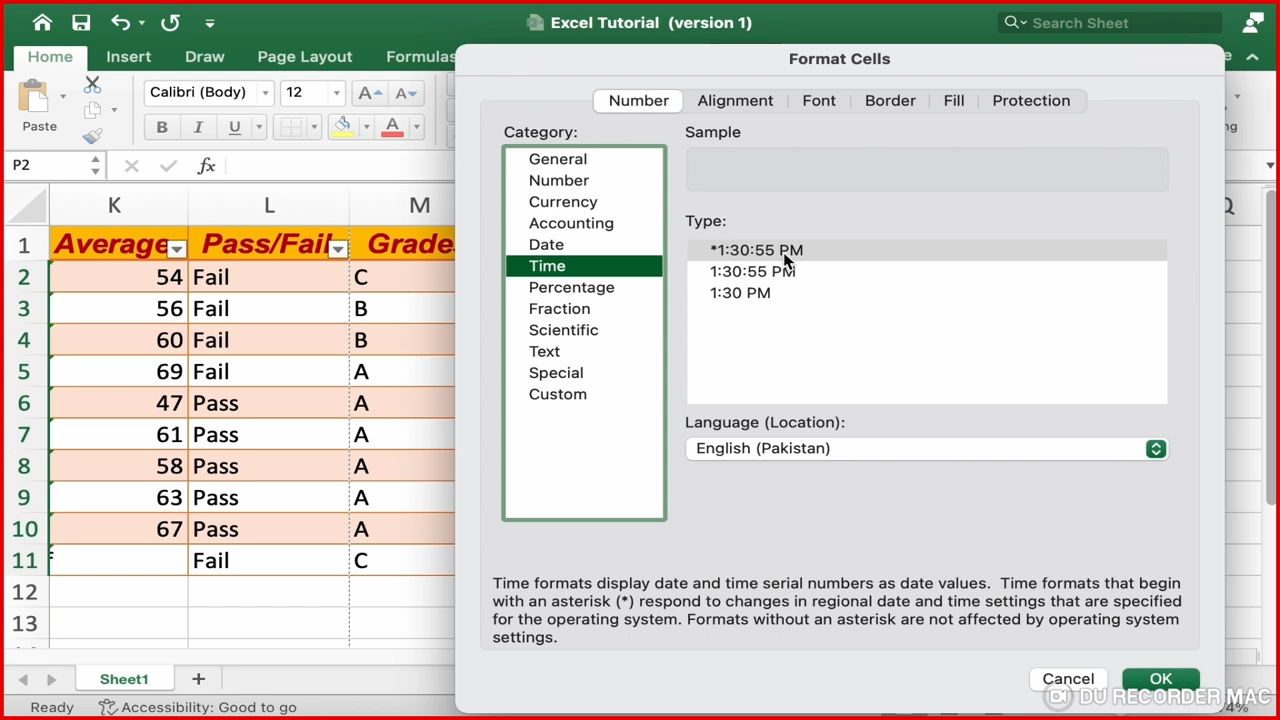 Excel Tutorial (version 1)
Search Sheet
Home Insert Draw Page Layout Formulas
Paste
Calibri (Body) 12 A A
B I U A
P2 fx
K L M Q
1 Average Pass/Fail Grade
2 54 Fail C
3 56 Fail B
4 60 Fail B
5 69 Fail A
6 47 Pass A
7 61 Pass A
8 58 Pass A
9 63 Pass A
10 67 Pass A
11 Fail C
12
13
Sheet1 +
Ready Accessibility: Good to go
Format Cells
Number Alignment Font Border Fill Protection
Category:
General
Number
Currency
Accounting
Date
Time
Percentage
Fraction
Scientific
Text
Special
Custom
Sample
Type:
*1:30:55 PM
1:30:55 PM
1:30 PM
Language (Location):
English (Pakistan)
Time formats display date and time serial numbers as date values. Time formats that begin
with an asterisk (*) respond to changes in regional date and time settings that are specified
for the operating system. Formats without an asterisk are not affected by operating system
settings.
Cancel OK
DU RECORDER MAC